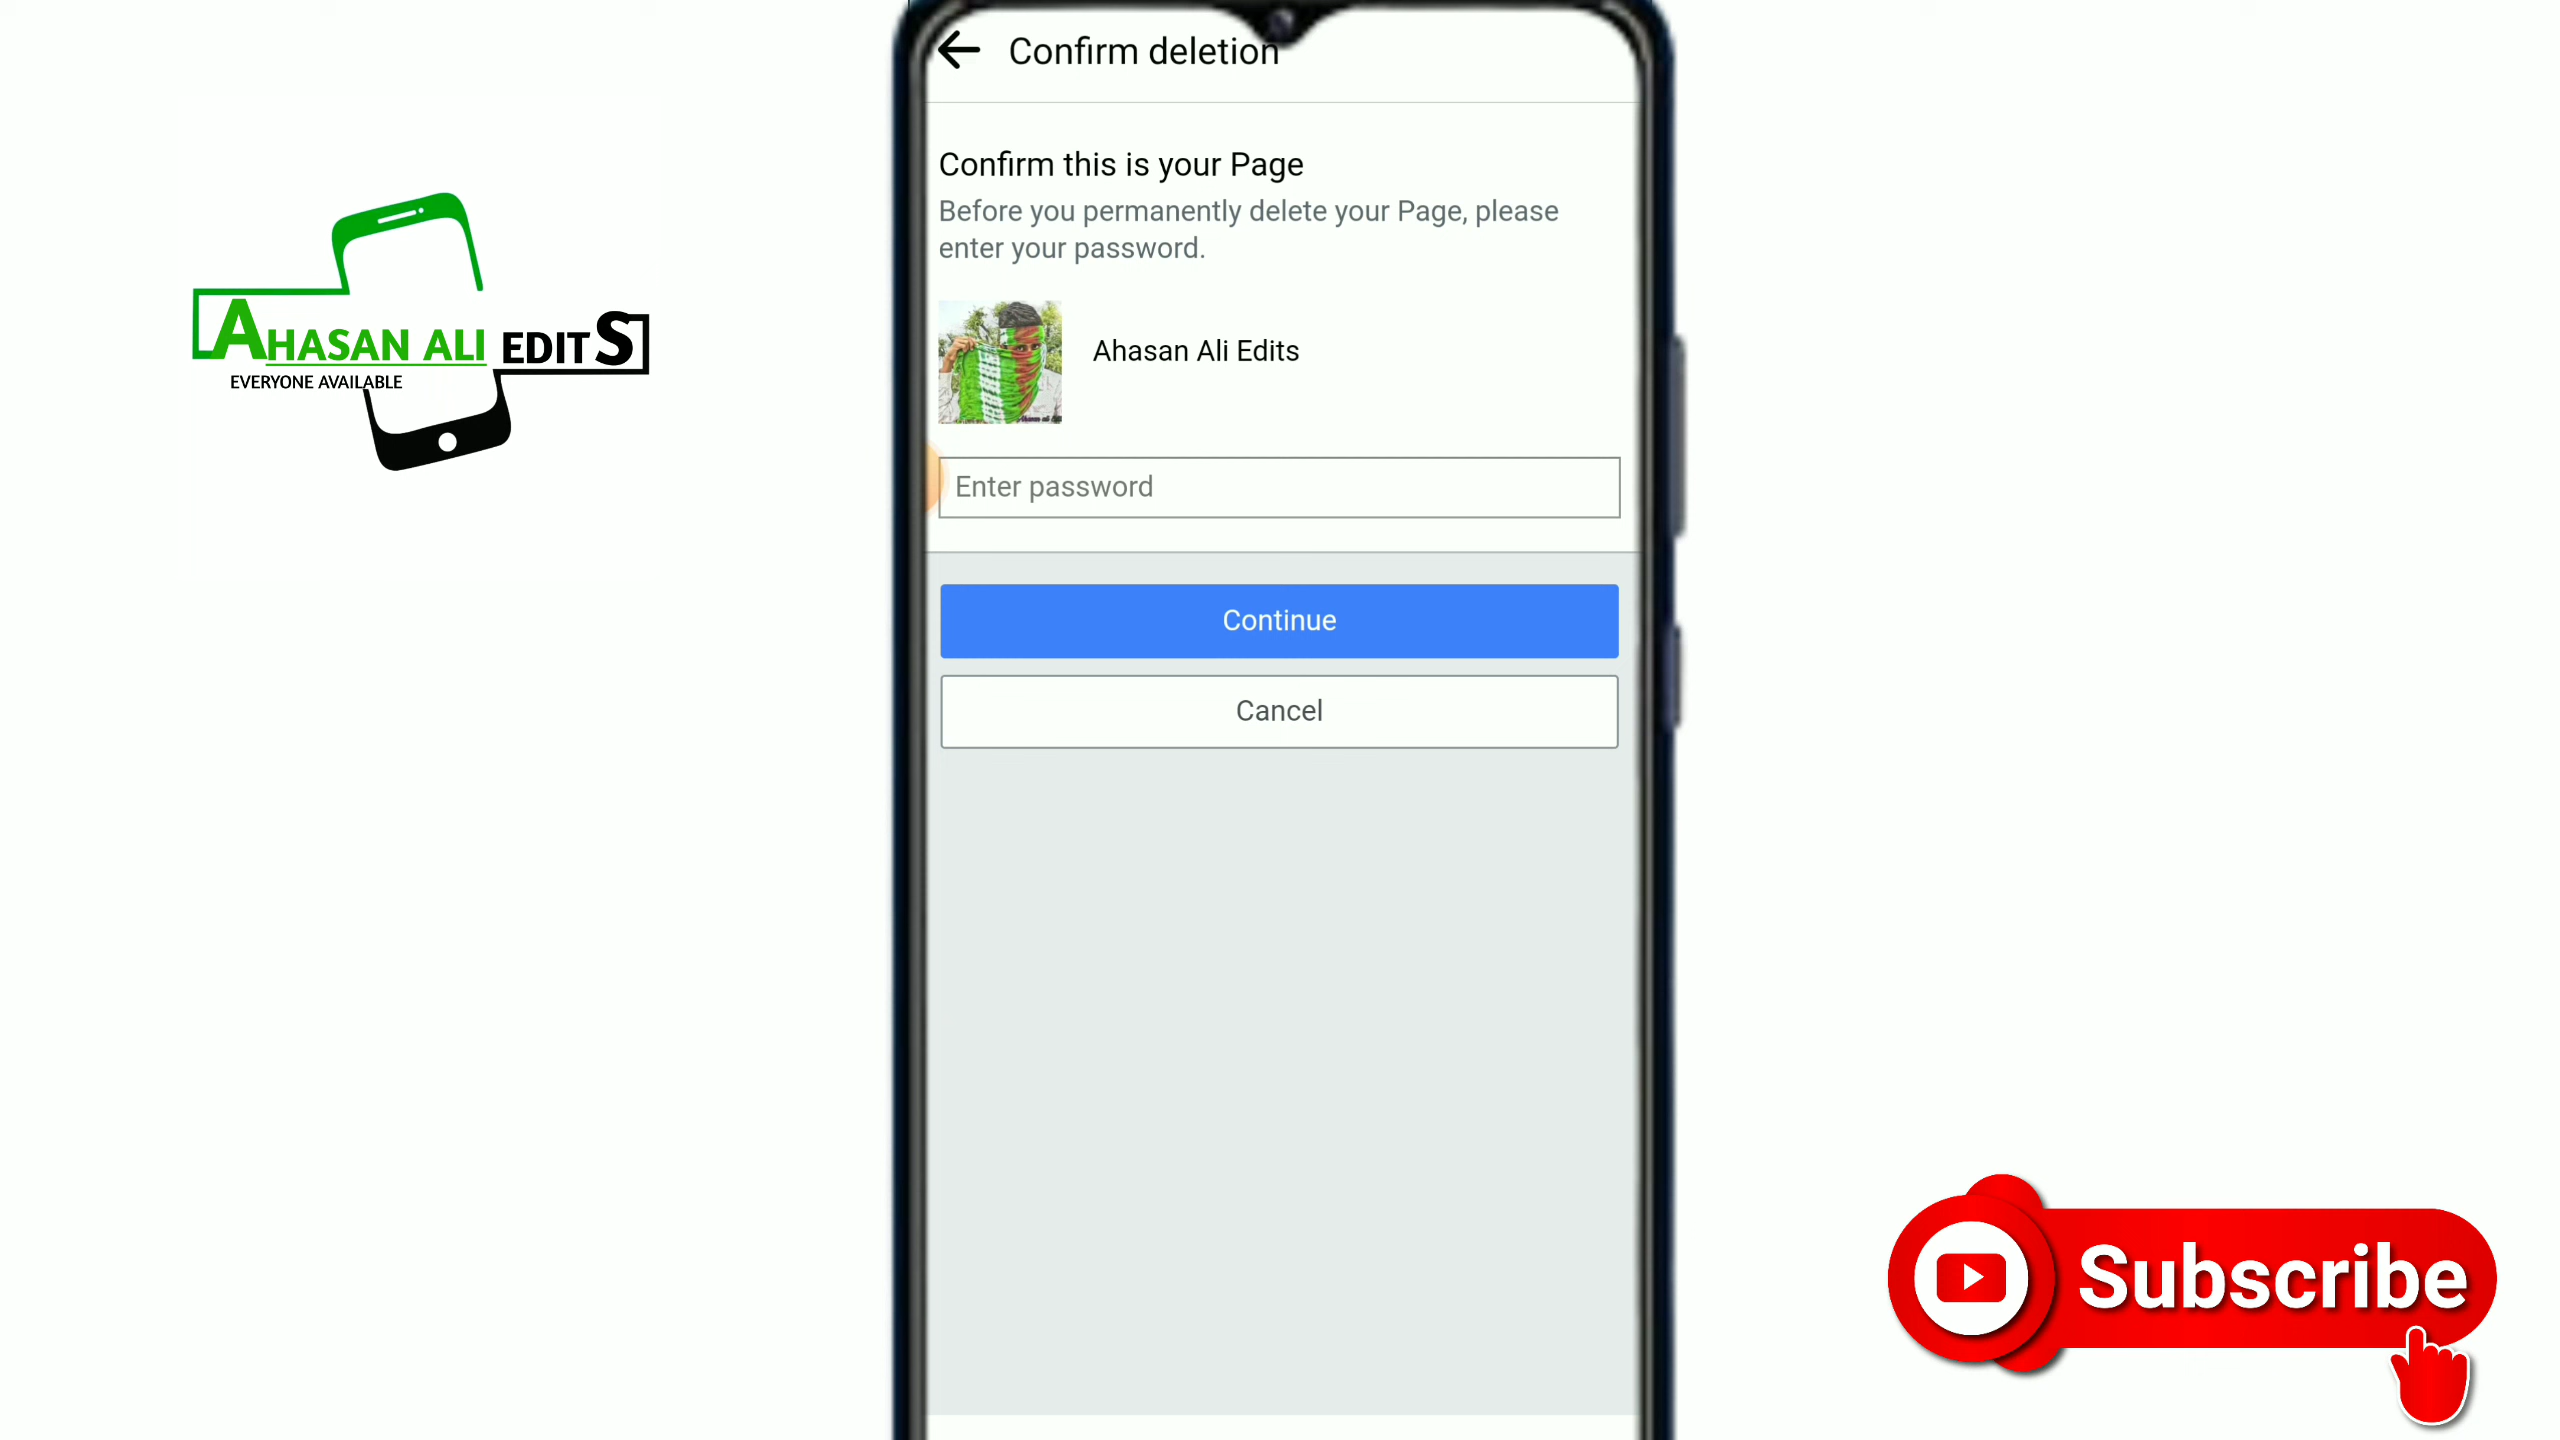 Confirm deletion
Confirm this is your Page
Before you permanently delete your Page, please
enter your password.
Ahasan Ali Edits
Enter password
Continue
Cancel
AHASAN ALI EDITS
EVERYONE AVAILABLE
Subscribe